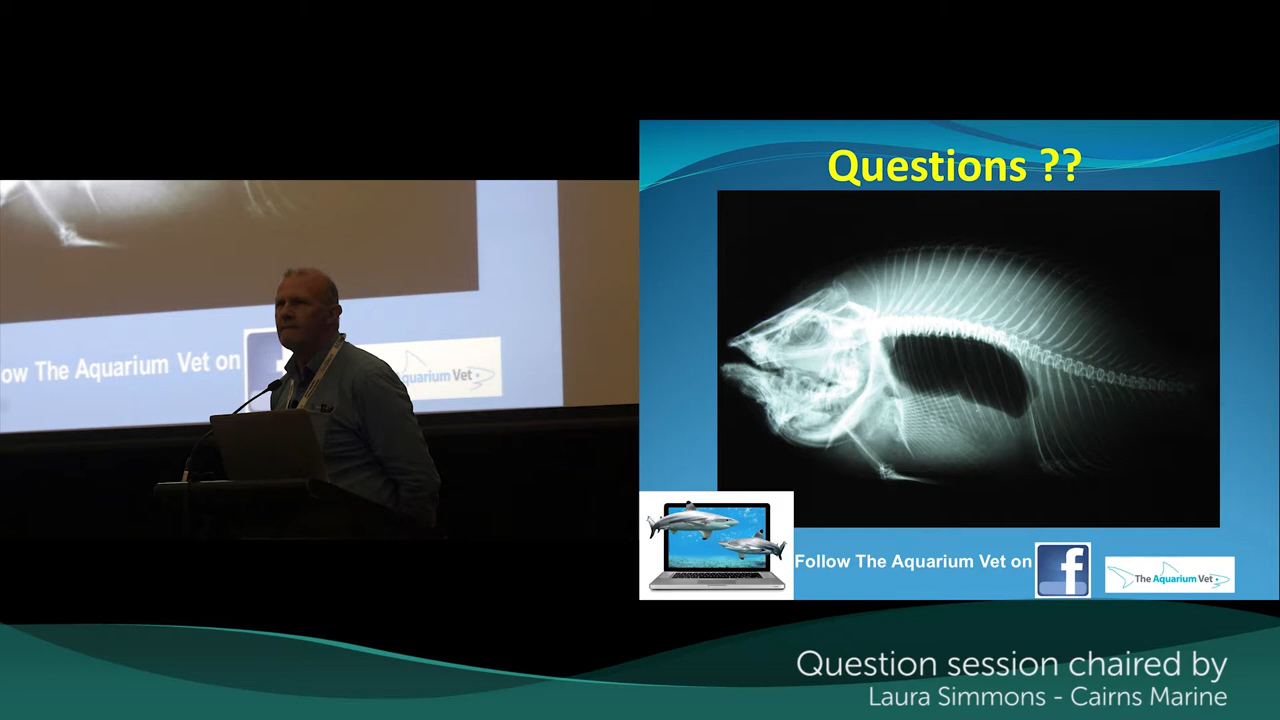 ow The Aquarium Vet on
quarium Vet
Questions ??
Follow The Aquarium Vet on
f
The Aquarium Vet
Question session chaired by
Laura Simmons - Cairns Marine